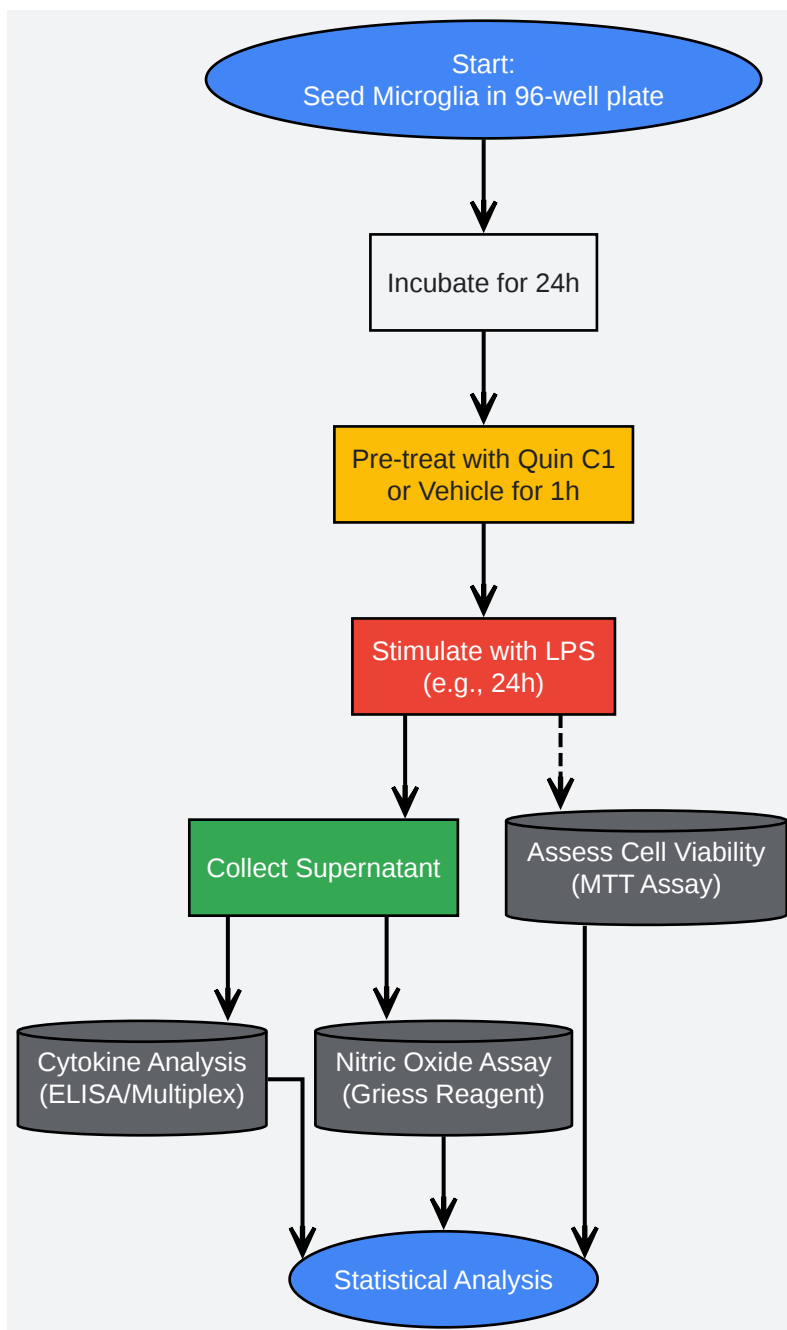 Start:
Seed Microglia in 96-well plate
Incubate for 24h
Pre-treat with Quin C1
or Vehicle for 1h
Stimulate with LPS
(e.g., 24h)
Collect Supernatant
Assess Cell Viability
(MTT Assay)
Cytokine Analysis
(ELISA/Multiplex)
Nitric Oxide Assay
(Griess Reagent)
Statistical Analysis